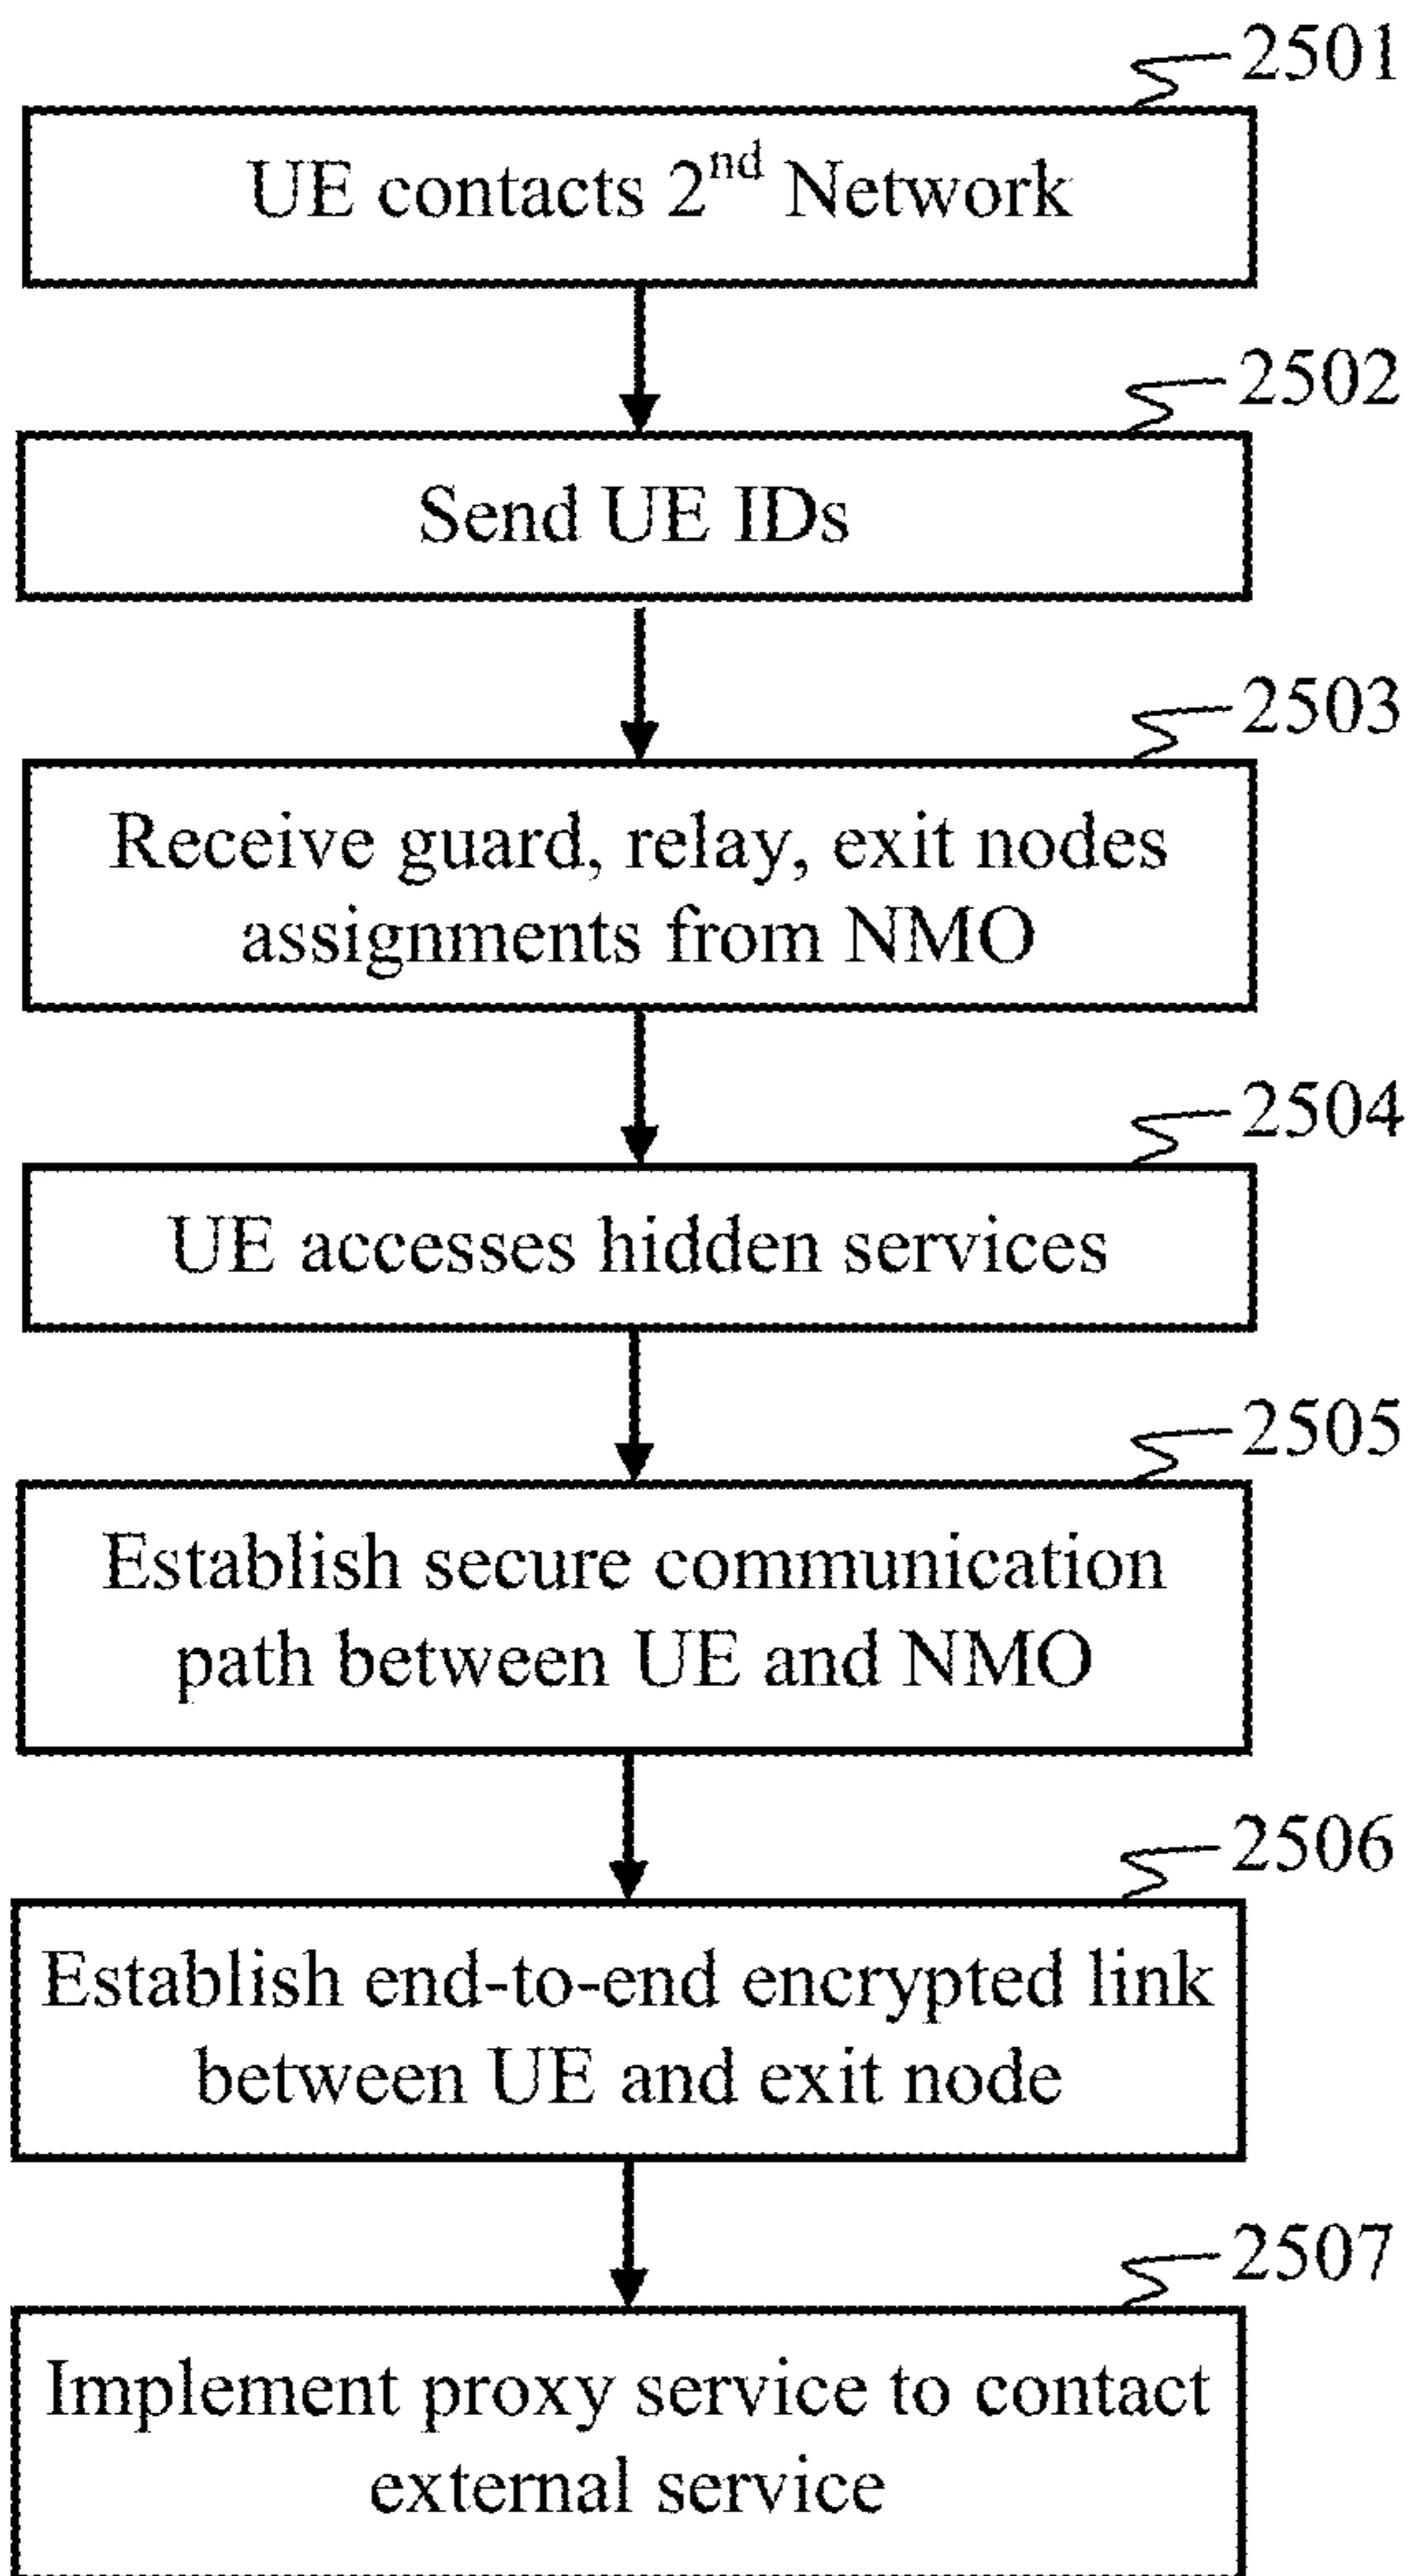 2501
UE contacts 2nd Network
2502
Send UE IDs
2503
Receive guard, relay, exit nodes
assignments from NMO
2504
UE accesses hidden services
2505
Establish secure communication
path between UE and NMO
2506
Establish end-to-end encrypted link
between UE and exit node
2507
Implement proxy service to contact
external service